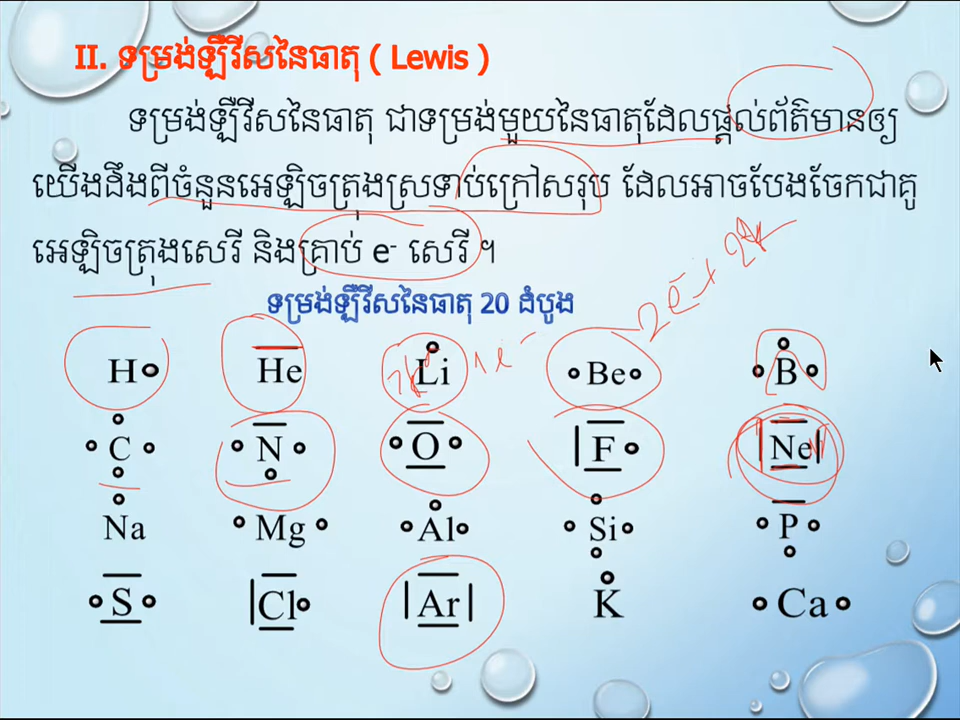 II. ទម្រង់ឡឺវីសនៃធាតុ ( Lewis )
ទម្រង់ឡឺវីសនៃធាតុ ជាទម្រង់មួយនៃធាតុដែលផ្តល់ព័ត៌មានឲ្យ
យើងដឹងពីចំនួនអេឡិចត្រុងស្រទាប់ក្រៅសរុប ដែលអាចបែងចែកជាគូ
អេឡិចត្រុងសេរី និងគ្រាប់ e- សេរី ។
ទម្រង់ឡឺវីសនៃធាតុ 20 ដំបូង
H He Li Be B
C N O F Ne
Na Mg Al Si P
S Cl Ar K Ca
1e-